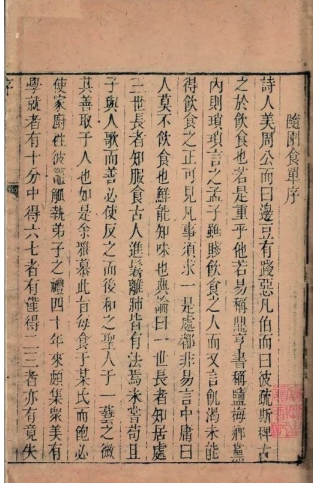 隨園食單序
詩人美周公而曰籩豆有踐惡凡伯而曰彼疏斯稗古
之於飲食也若是重乎他若易稱鼎亨書稱鹽梅鄉黨
內則瑣瑣言之孟子雖賤飲食之人而又言飢渴未能
得飲食之正可見凡事須求一是處都非易言中庸曰
人莫不飲食也鮮能知味也典論曰一世長者知居處
三世長者知服食古人進鬐離肺皆有法焉未嘗苟且
子與人歌而善必使反之而後和之聖人于一藝之微
其善取于人也如是余雅慕此旨每食于某氏而飽必
使家廚往彼竈觚執弟子之禮四十年來頗集眾美有
學就者有十分中得六七者有僅得二三者亦有竟失
序